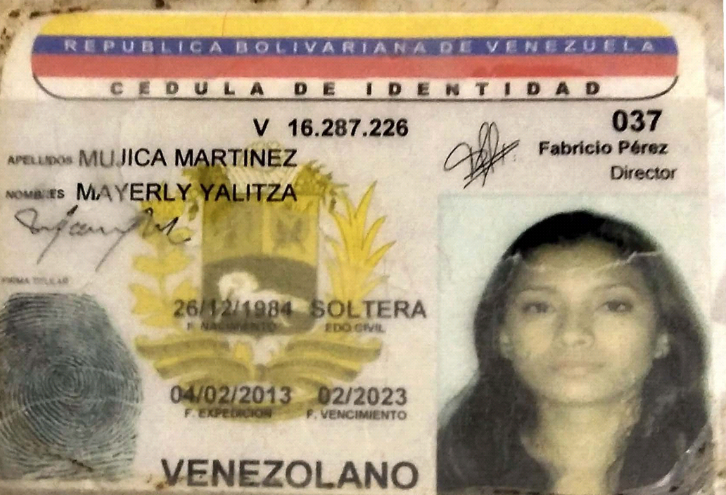 REPUBLICA BOLIVARIANA DE VENEZUELA
CEDULA DE IDENTIDAD
V 16.287.226
037
Fabricio Pérez
Director
APELLIDOS MUJICA MARTINEZ
NOMBRES MAYERLY YALITZA
FIRMA TITULAR
26/12/1984 SOLTERA
F. NACIMIENTO EDO CIVIL
04/02/2013 02/2023
F. EXPEDICION F. VENCIMIENTO
VENEZOLANO